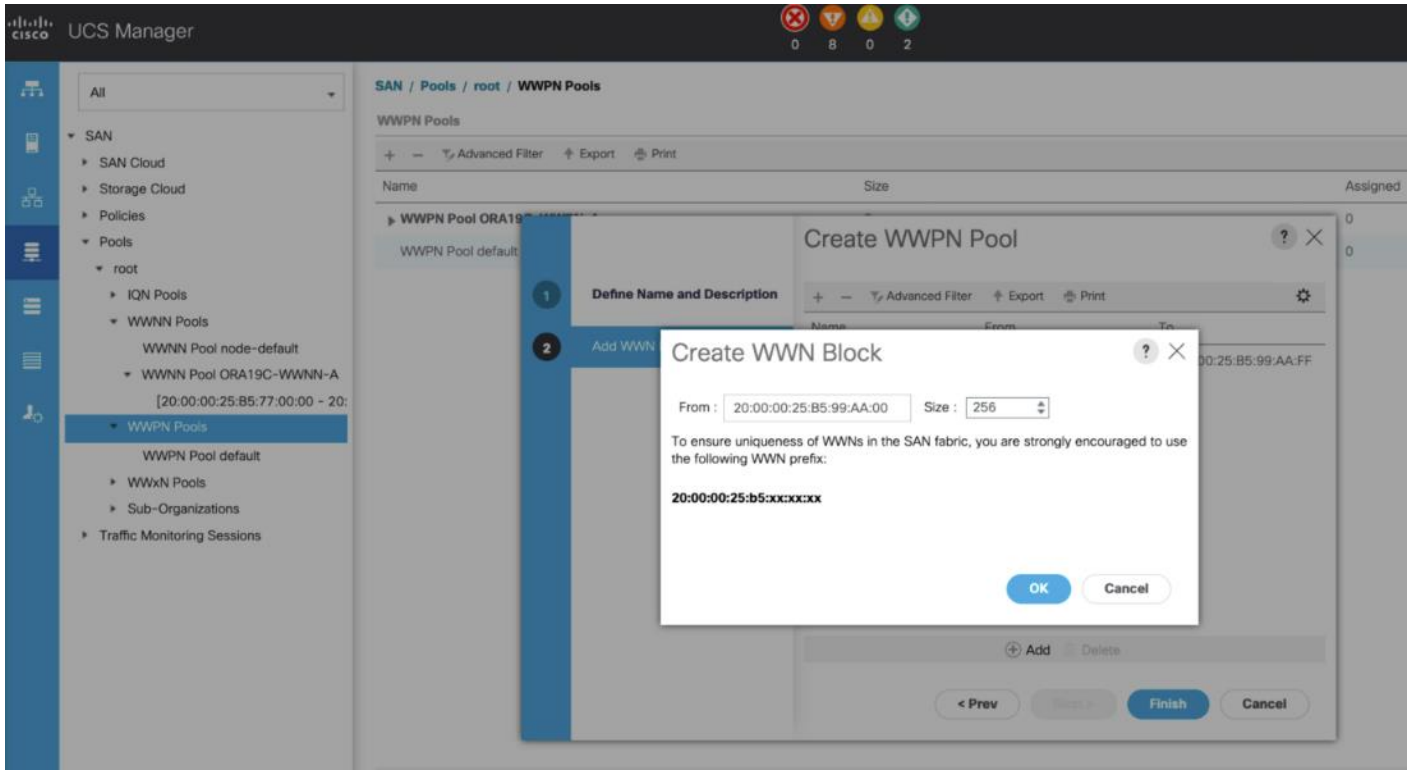 cisco UCS Manager
0 8 0 2
All
SAN
SAN Cloud
Storage Cloud
Policies
Pools
root
IQN Pools
WWNN Pools
WWNN Pool node-default
WWNN Pool ORA19C-WWNN-A
[20:00:00:25:B5:77:00:00 - 20:
WWPN Pools
WWPN Pool default
WWxN Pools
Sub-Organizations
Traffic Monitoring Sessions
SAN / Pools / root / WWPN Pools
WWPN Pools
+ − Advanced Filter Export Print
Name Size Assigned
WWPN Pool ORA19 0
WWPN Pool default 0
1 Define Name and Description
2 Add WWN
Create WWPN Pool ? ×
+ − Advanced Filter Export Print
Name From To
00:25:B5:99:AA:FF
Create WWN Block ? ×
From : 20:00:00:25:B5:99:AA:00 Size : 256
To ensure uniqueness of WWNs in the SAN fabric, you are strongly encouraged to use
the following WWN prefix:
20:00:00:25:b5:xx:xx:xx
OK Cancel
Add Delete
< Prev Next > Finish Cancel